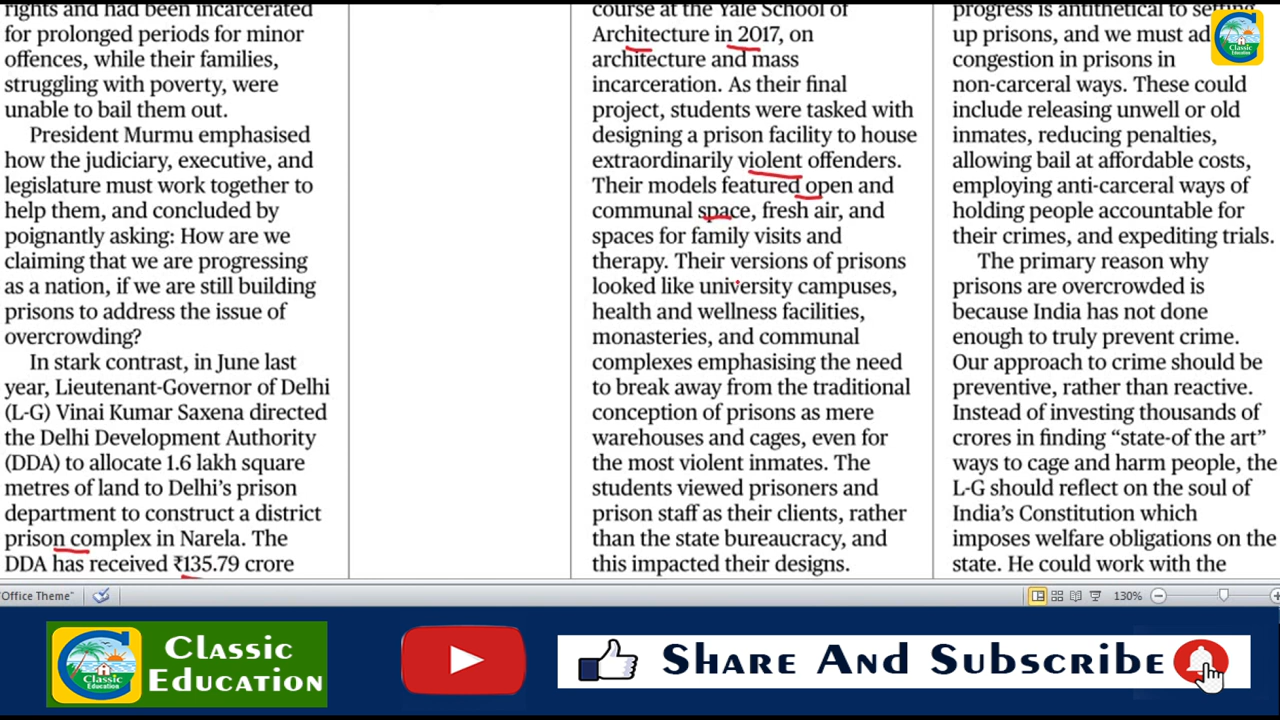 rights and had been incarcerated
for prolonged periods for minor
offences, while their families,
struggling with poverty, were
unable to bail them out.
President Murmu emphasised
how the judiciary, executive, and
legislature must work together to
help them, and concluded by
poignantly asking: How are we
claiming that we are progressing
as a nation, if we are still building
prisons to address the issue of
overcrowding?
In stark contrast, in June last
year, Lieutenant-Governor of Delhi
(L-G) Vinai Kumar Saxena directed
the Delhi Development Authority
(DDA) to allocate 1.6 lakh square
metres of land to Delhi's prison
department to construct a district
prison complex in Narela. The
DDA has received ₹135.79 crore
course at the Yale School of
Architecture in 2017, on
architecture and mass
incarceration. As their final
project, students were tasked with
designing a prison facility to house
extraordinarily violent offenders.
Their models featured open and
communal space, fresh air, and
spaces for family visits and
therapy. Their versions of prisons
looked like university campuses,
health and wellness facilities,
monasteries, and communal
complexes emphasising the need
to break away from the traditional
conception of prisons as mere
warehouses and cages, even for
the most violent inmates. The
students viewed prisoners and
prison staff as their clients, rather
than the state bureaucracy, and
this impacted their designs.
progress is antithetical to setting
up prisons, and we must ad
congestion in prisons in
non-carceral ways. These could
include releasing unwell or old
inmates, reducing penalties,
allowing bail at affordable costs,
employing anti-carceral ways of
holding people accountable for
their crimes, and expediting trials.
The primary reason why
prisons are overcrowded is
because India has not done
enough to truly prevent crime.
Our approach to crime should be
preventive, rather than reactive.
Instead of investing thousands of
crores in finding “state-of the art”
ways to cage and harm people, the
L-G should reflect on the soul of
India's Constitution which
imposes welfare obligations on the
state. He could work with the
Classic
Education
"Office Theme"
130%
Classic
Education
Classic
Education
Share And Subscribe